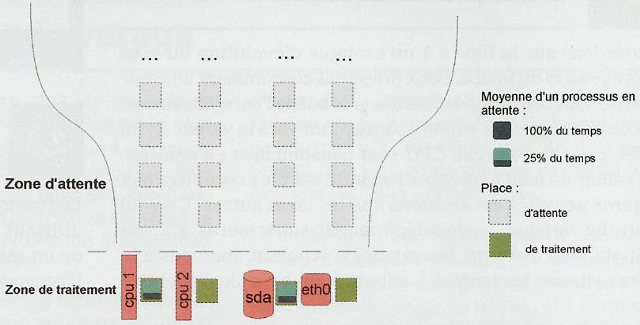 ... ... ... ...
Moyenne d'un processus en
attente :
100% du temps
25% du temps
Zone d'attente
Place :
d'attente
de traitement
Zone de traitement
cpu 1
cpu 2
sda
eth0